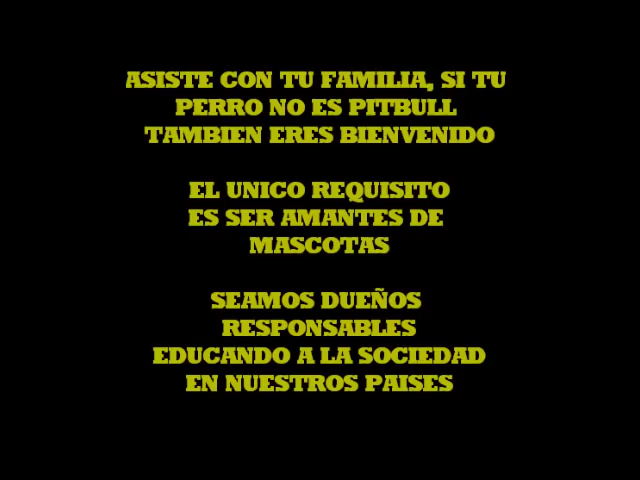 ASISTE CON TU FAMILIA, SI TU
PERRO NO ES PITBULL
TAMBIEN ERES BIENVENIDO
EL UNICO REQUISITO
ES SER AMANTES DE
MASCOTAS
SEAMOS DUEÑOS
RESPONSABLES
EDUCANDO A LA SOCIEDAD
EN NUESTROS PAISES